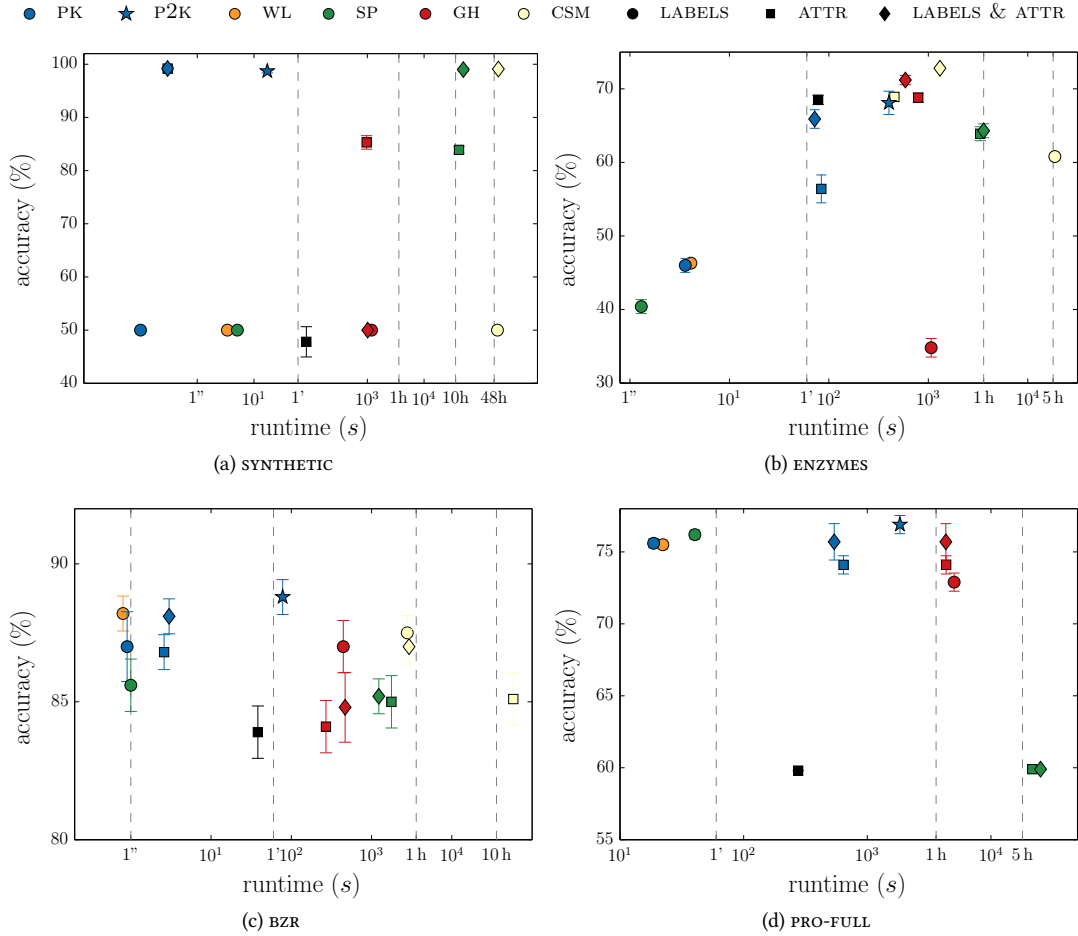 PK P2K WL SP GH CSM LABELS ATTR LABELS & ATTR
100
90
80
70
60
50
40
accuracy (%)
1'' 10¹ 1' 10³ 1h 10⁴ 10h 48h
runtime (s)
(a) SYNTHETIC
70
60
50
40
30
accuracy (%)
1'' 10¹ 1' 10² 10³ 1 h 10⁴ 5 h
runtime (s)
(b) ENZYMES
90
85
80
accuracy (%)
1'' 10¹ 1' 10² 10³ 1 h 10⁴ 10 h
runtime (s)
(c) BZR
75
70
65
60
55
accuracy (%)
10¹ 1' 10² 10³ 1 h 10⁴ 5 h
runtime (s)
(d) PRO-FULL